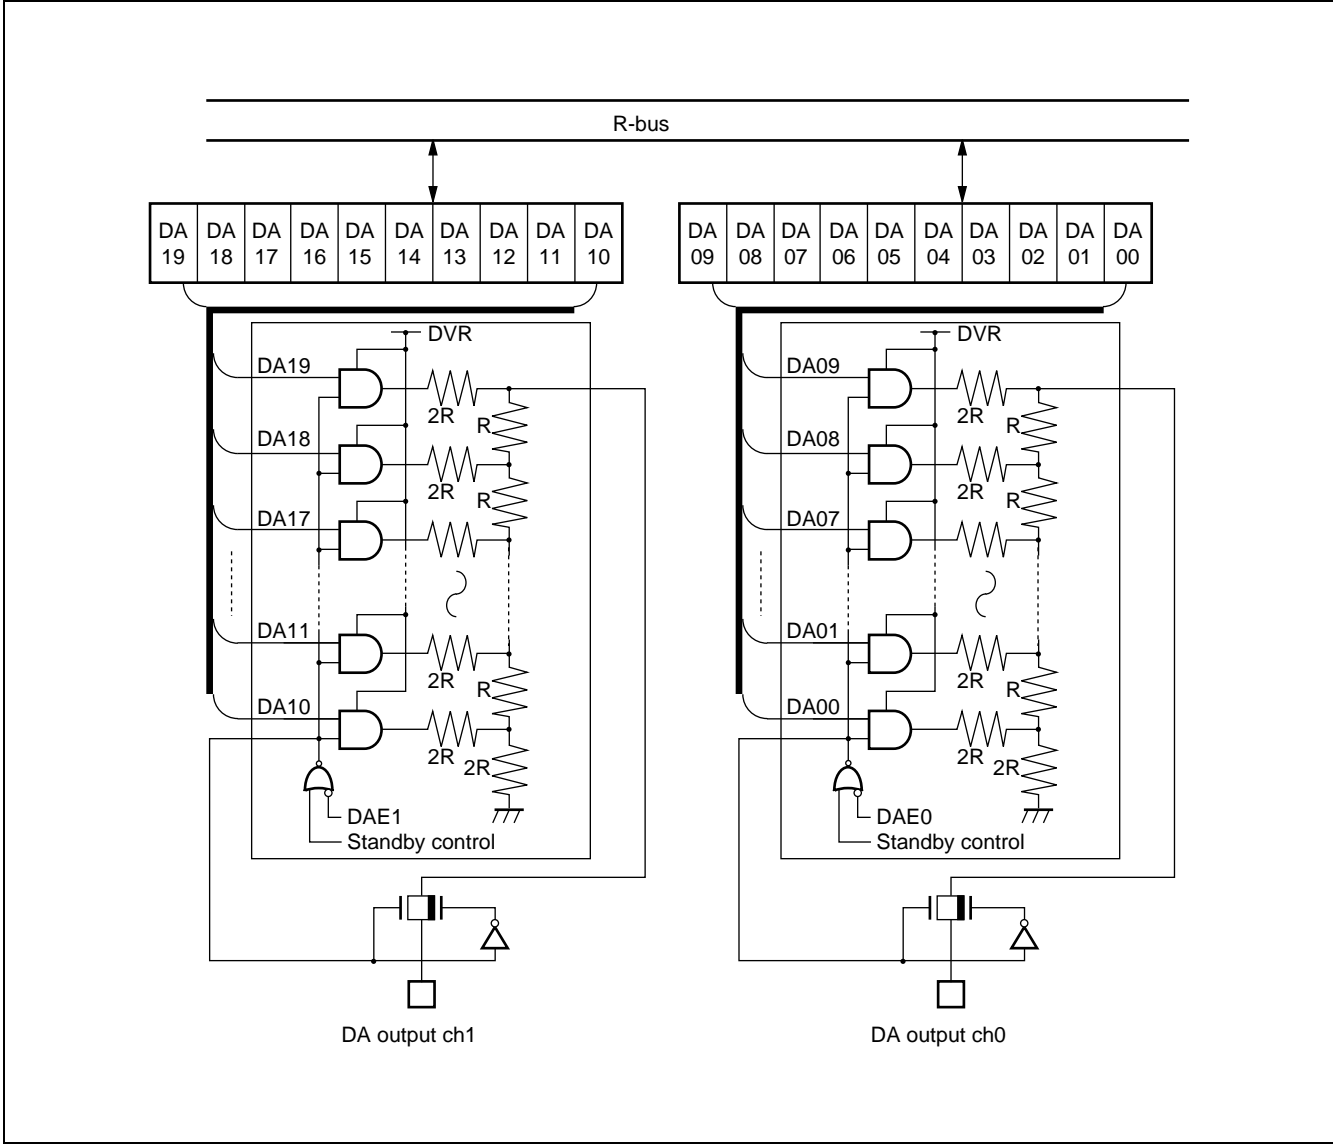 R-bus
DA DA DA DA DA DA DA DA DA DA
19 18 17 16 15 14 13 12 11 10
DA DA DA DA DA DA DA DA DA DA
09 08 07 06 05 04 03 02 01 00
DVR
DA19
2R
R
DA18
2R
R
DA17
DA11
2R
R
DA10
2R
2R
DAE1
Standby control
DA output ch1
DVR
DA09
2R
R
DA08
2R
R
DA07
DA01
2R
R
DA00
2R
2R
DAE0
Standby control
DA output ch0